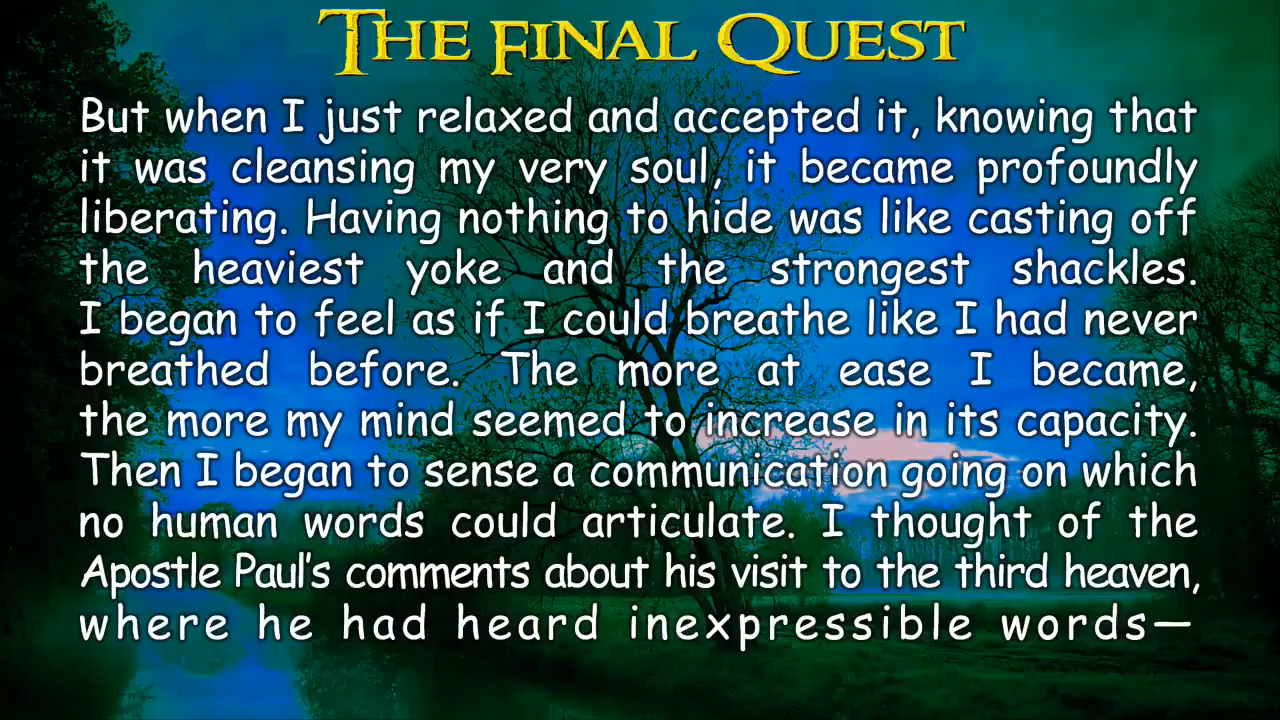 THE FINAL QUEST
But when I just relaxed and accepted it, knowing that
it was cleansing my very soul, it became profoundly
liberating. Having nothing to hide was like casting off
the heaviest yoke and the strongest shackles.
I began to feel as if I could breathe like I had never
breathed before. The more at ease I became,
the more my mind seemed to increase in its capacity.
Then I began to sense a communication going on which
no human words could articulate. I thought of the
Apostle Paul's comments about his visit to the third heaven,
where he had heard inexpressible words—